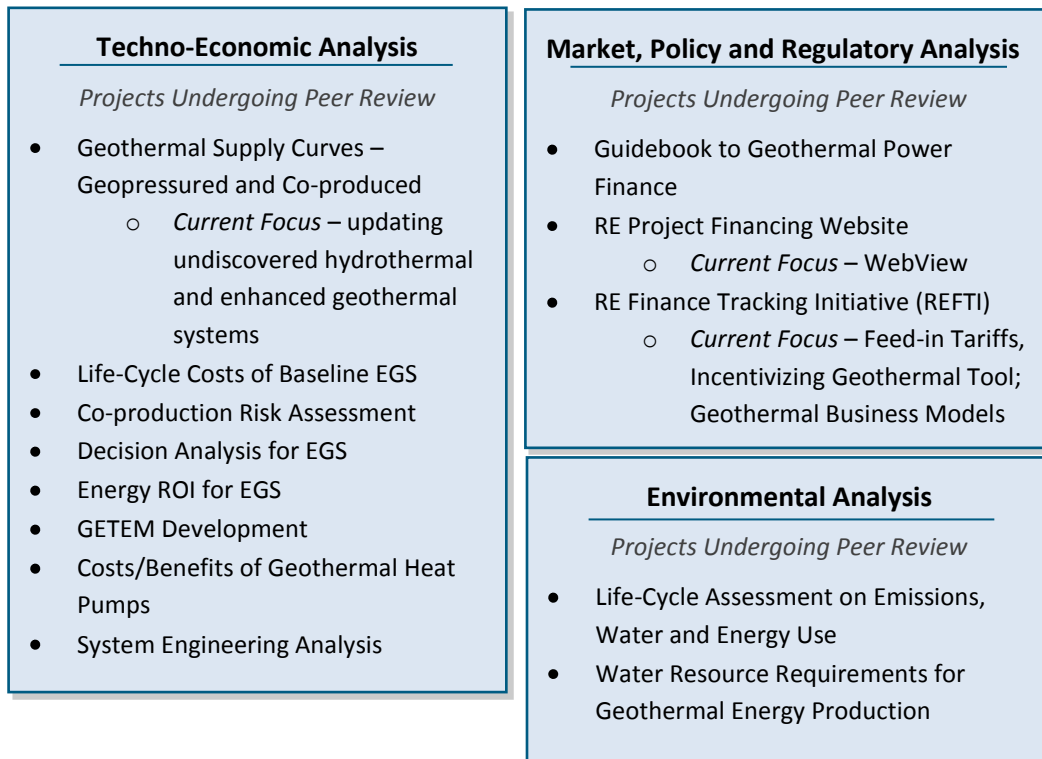 Techno-Economic Analysis
Projects Undergoing Peer Review
• Geothermal Supply Curves –
Geopressured and Co-produced
o Current Focus – updating
undiscovered hydrothermal
and enhanced geothermal
systems
• Life-Cycle Costs of Baseline EGS
• Co-production Risk Assessment
• Decision Analysis for EGS
• Energy ROI for EGS
• GETEM Development
• Costs/Benefits of Geothermal Heat
Pumps
• System Engineering Analysis
Market, Policy and Regulatory Analysis
Projects Undergoing Peer Review
• Guidebook to Geothermal Power
Finance
• RE Project Financing Website
o Current Focus – WebView
• RE Finance Tracking Initiative (REFTI)
o Current Focus – Feed-in Tariffs,
Incentivizing Geothermal Tool;
Geothermal Business Models
Environmental Analysis
Projects Undergoing Peer Review
• Life-Cycle Assessment on Emissions,
Water and Energy Use
• Water Resource Requirements for
Geothermal Energy Production